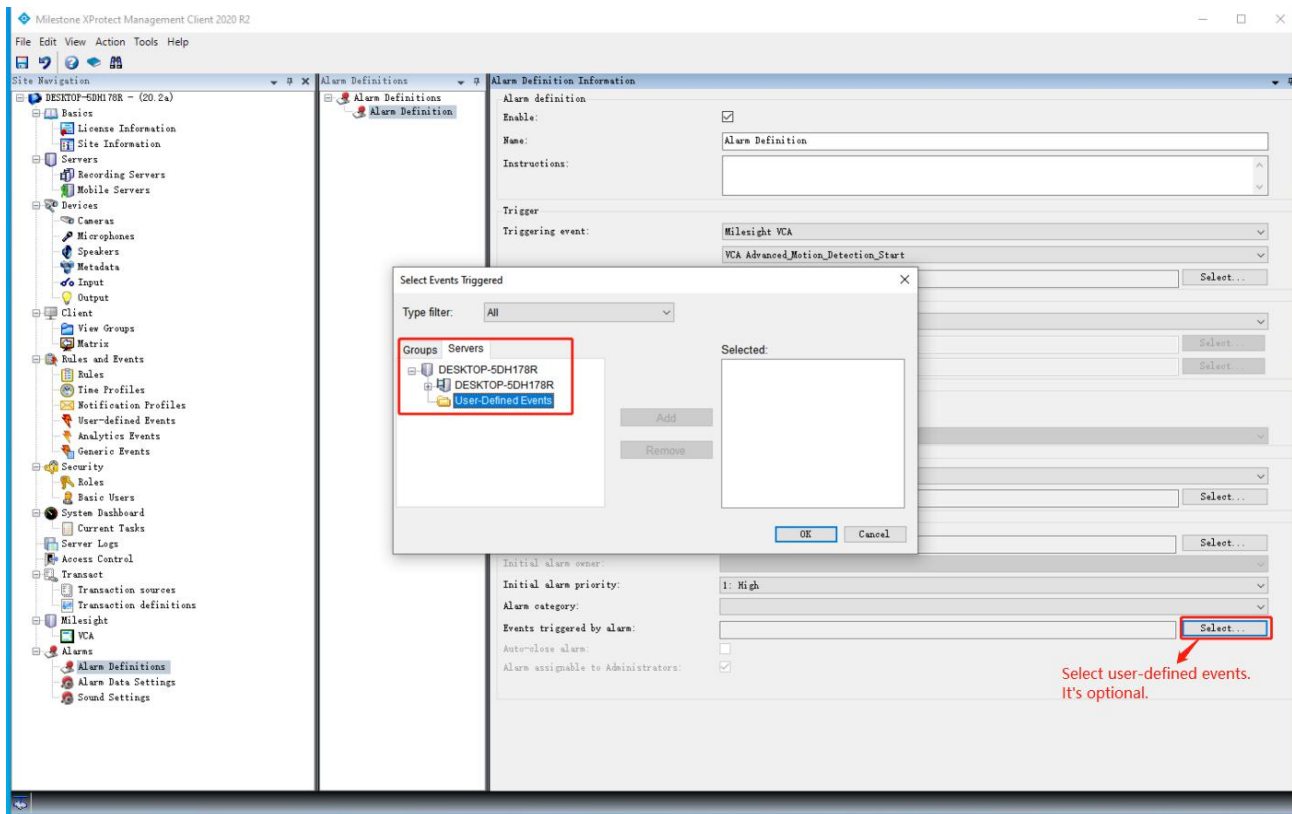 Milestone XProtect Management Client 2020 R2
File Edit View Action Tools Help
Site Navigation
DESKTOP-5DH178R - (20.2a)
Basics
License Information
Site Information
Servers
Recording Servers
Mobile Servers
Devices
Cameras
Microphones
Speakers
Metadata
Input
Output
Client
View Groups
Matrix
Rules and Events
Rules
Time Profiles
Notification Profiles
User-defined Events
Analytics Events
Generic Events
Security
Roles
Basic Users
System Dashboard
Current Tasks
Server Logs
Access Control
Transact
Transaction sources
Transaction definitions
Milesight
VCA
Alarms
Alarm Definitions
Alarm Data Settings
Sound Settings
Alarm Definitions
Alarm Definitions
Alarm Definition
Alarm Definition Information
Alarm definition
Enable:
Name: Alarm Definition
Instructions:
Trigger
Triggering event: Milesight VCA
VCA Advanced_Motion_Detection_Start
Select...
Select...
Select...
Select...
Select...
Select Events Triggered
Type filter: All
Groups Servers
DESKTOP-5DH178R
DESKTOP-5DH178R
User-Defined Events
Add
Remove
Selected:
OK Cancel
Initial alarm owner:
Initial alarm priority: 1: High
Alarm category:
Events triggered by alarm: Select...
Auto-close alarm:
Alarm assignable to Administrators:
Select user-defined events.
It's optional.